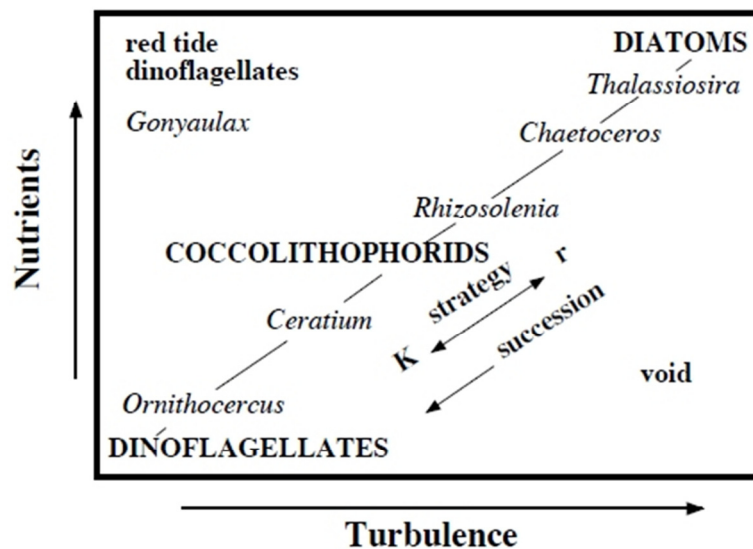 red tide
dinoflagellates
DIATOMS
Thalassiosira
Gonyaulax
Chaetoceros
Rhizosolenia
COCCOLITHOPHORIDS
r
strategy
succession
K
Ceratium
void
Ornithocercus
DINOFLAGELLATES
Nutrients
Turbulence